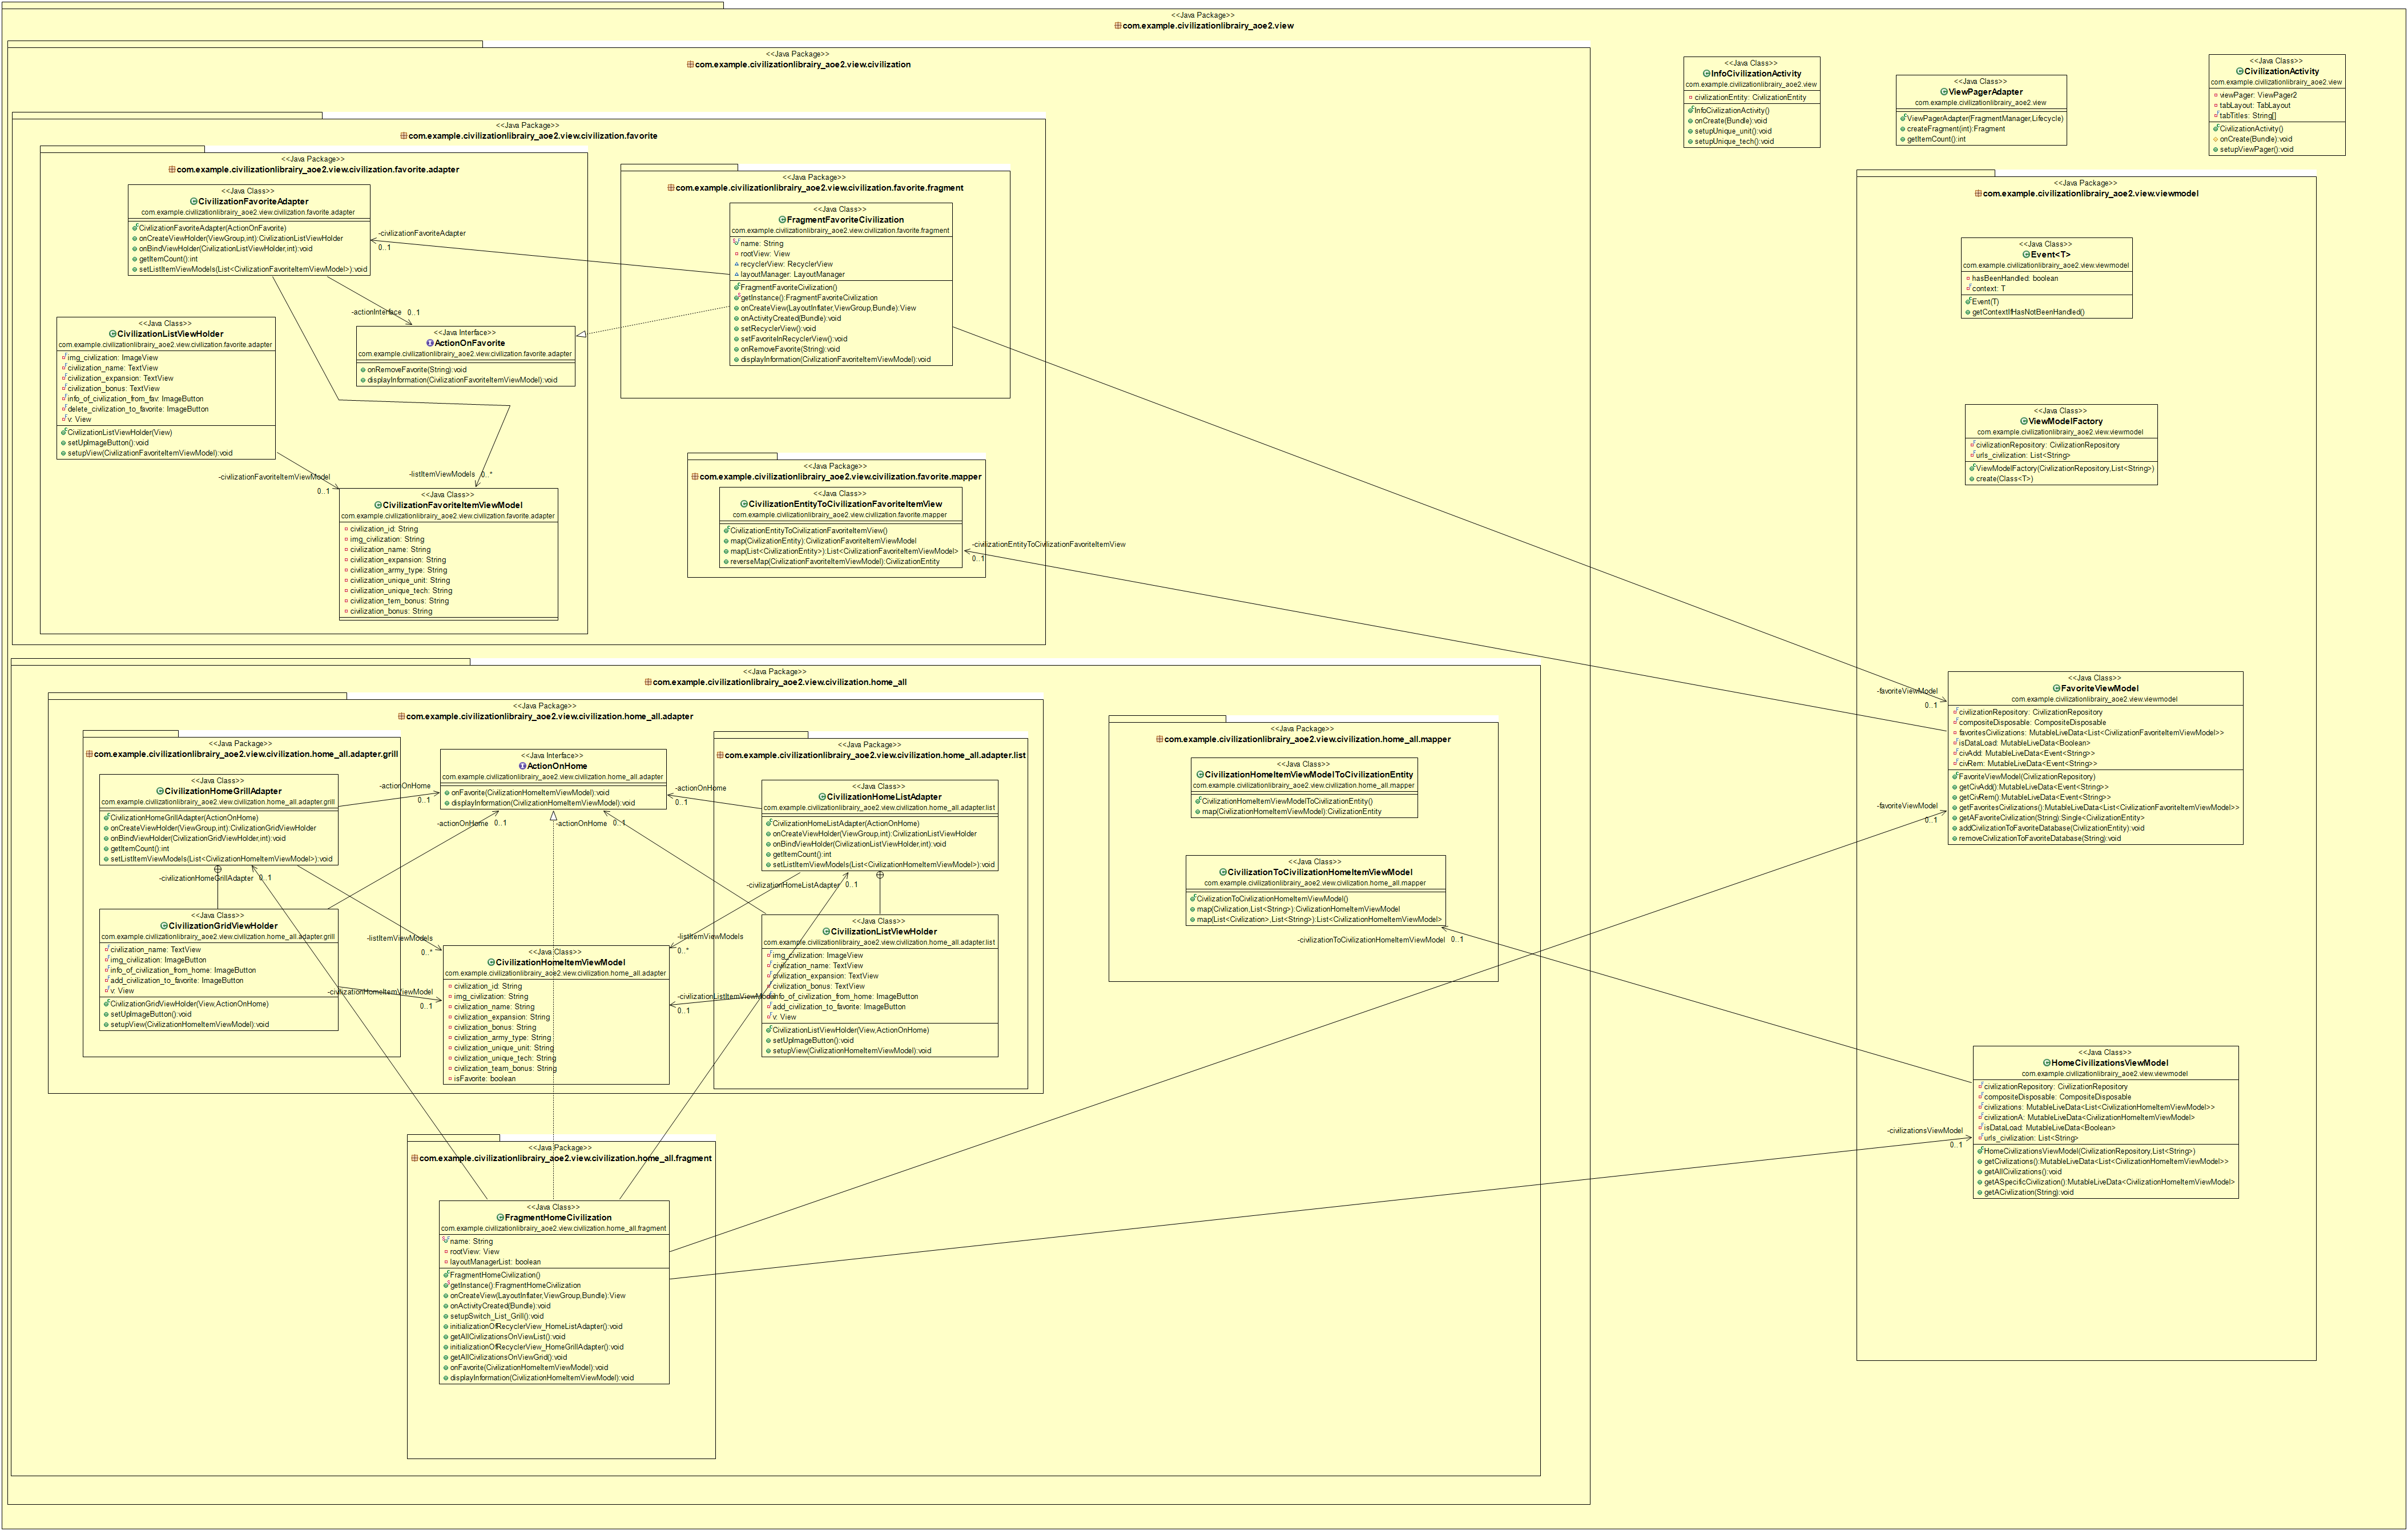 <<Java Package>>
com.example.civilizationlibrairy_aoe2.view
<<Java Package>>
com.example.civilizationlibrairy_aoe2.view.civilization
<<Java Package>>
com.example.civilizationlibrairy_aoe2.view.civilization.favorite
<<Java Package>>
com.example.civilizationlibrairy_aoe2.view.civilization.favorite.adapter
<<Java Class>>
CivilizationFavoriteAdapter
com.example.civilizationlibrairy_aoe2.view.civilization.favorite.adapter
CivilizationFavoriteAdapter(ActionOnFavorite)
onCreateViewHolder(ViewGroup,int):CivilizationListViewHolder
onBindViewHolder(CivilizationListViewHolder,int):void
getItemCount():int
setListItemViewModels(List<CivilizationFavoriteItemViewModel>):void
-civilizationFavoriteAdapter
0..1
-actionInterface 0..1
<<Java Class>>
CivilizationListViewHolder
com.example.civilizationlibrairy_aoe2.view.civilization.favorite.adapter
img_civilization: ImageView
civilization_name: TextView
civilization_expansion: TextView
civilization_bonus: TextView
info_of_civilization_from_fav: ImageButton
delete_civilization_to_favorite: ImageButton
v: View
CivilizationListViewHolder(View)
setUpImageButton():void
setupView(CivilizationFavoriteItemViewModel):void
<<Java Interface>>
ActionOnFavorite
com.example.civilizationlibrairy_aoe2.view.civilization.favorite.adapter
onRemoveFavorite(String):void
displayInformation(CivilizationFavoriteItemViewModel):void
-civilizationFavoriteItemViewModel
0..1
-listItemViewModels 0..*
<<Java Class>>
CivilizationFavoriteItemViewModel
com.example.civilizationlibrairy_aoe2.view.civilization.favorite.adapter
civilization_id: String
img_civilization: String
civilization_name: String
civilization_expansion: String
civilization_army_type: String
civilization_unique_unit: String
civilization_unique_tech: String
civilization_tem_bonus: String
civilization_bonus: String
<<Java Package>>
com.example.civilizationlibrairy_aoe2.view.civilization.favorite.fragment
<<Java Class>>
FragmentFavoriteCivilization
com.example.civilizationlibrairy_aoe2.view.civilization.favorite.fragment
name: String
rootView: View
recyclerView: RecyclerView
layoutManager: LayoutManager
FragmentFavoriteCivilization()
getInstance():FragmentFavoriteCivilization
onCreateView(LayoutInflater,ViewGroup,Bundle):View
onActivityCreated(Bundle):void
setRecyclerView():void
setFavoriteInRecyclerView():void
onRemoveFavorite(String):void
displayInformation(CivilizationFavoriteItemViewModel):void
<<Java Package>>
com.example.civilizationlibrairy_aoe2.view.civilization.favorite.mapper
<<Java Class>>
CivilizationEntityToCivilizationFavoriteItemView
com.example.civilizationlibrairy_aoe2.view.civilization.favorite.mapper
CivilizationEntityToCivilizationFavoriteItemView()
map(CivilizationEntity):CivilizationFavoriteItemViewModel
map(List<CivilizationEntity>):List<CivilizationFavoriteItemViewModel>
reverseMap(CivilizationFavoriteItemViewModel):CivilizationEntity
-civilizationEntityToCivilizationFavoriteItemView
0..1
<<Java Class>>
InfoCivilizationActivity
com.example.civilizationlibrairy_aoe2.view
civilizationEntity: CivilizationEntity
InfoCivilizationActivity()
onCreate(Bundle):void
setupUnique_unit():void
setupUnique_tech():void
<<Java Class>>
ViewPagerAdapter
com.example.civilizationlibrairy_aoe2.view
ViewPagerAdapter(FragmentManager,Lifecycle)
createFragment(int):Fragment
getItemCount():int
<<Java Class>>
CivilizationActivity
com.example.civilizationlibrairy_aoe2.view
viewPager: ViewPager2
tabLayout: TabLayout
tabTitles: String[]
CivilizationActivity()
onCreate(Bundle):void
setupViewPager():void
<<Java Package>>
com.example.civilizationlibrairy_aoe2.view.viewmodel
<<Java Class>>
Event<T>
com.example.civilizationlibrairy_aoe2.view.viewmodel
hasBeenHandled: boolean
context: T
Event(T)
getContextIfHasNotBeenHandled()
<<Java Class>>
ViewModelFactory
com.example.civilizationlibrairy_aoe2.view.viewmodel
civilizationRepository: CivilizationRepository
urls_civilization: List<String>
ViewModelFactory(CivilizationRepository,List<String>)
create(Class<T>)
-favoriteViewModel
0..1
<<Java Class>>
FavoriteViewModel
com.example.civilizationlibrairy_aoe2.view.viewmodel
civilizationRepository: CivilizationRepository
compositeDisposable: CompositeDisposable
favoritesCivilizations: MutableLiveData<List<CivilizationFavoriteItemViewModel>>
isDataLoad: MutableLiveData<Boolean>
civAdd: MutableLiveData<Event<String>>
civRem: MutableLiveData<Event<String>>
FavoriteViewModel(CivilizationRepository)
getCivAdd():MutableLiveData<Event<String>>
getCivRem():MutableLiveData<Event<String>>
getFavoritesCivilizations():MutableLiveData<List<CivilizationFavoriteItemViewModel>>
getAFavoriteCivilization(String):Single<CivilizationEntity>
addCivilizationToFavoriteDatabase(CivilizationEntity):void
removeCivilizationToFavoriteDatabase(String):void
-favoriteViewModel
0..1
<<Java Class>>
HomeCivilizationsViewModel
com.example.civilizationlibrairy_aoe2.view.viewmodel
civilizationRepository: CivilizationRepository
compositeDisposable: CompositeDisposable
civilizations: MutableLiveData<List<CivilizationHomeItemViewModel>>
civilizationA: MutableLiveData<CivilizationHomeItemViewModel>
isDataLoad: MutableLiveData<Boolean>
urls_civilization: List<String>
HomeCivilizationsViewModel(CivilizationRepository,List<String>)
getCivilizations():MutableLiveData<List<CivilizationHomeItemViewModel>>
getAllCivilizations():void
getASpecificCivilization():MutableLiveData<CivilizationHomeItemViewModel>
getACivilization(String):void
-civilizationsViewModel
0..1
<<Java Package>>
com.example.civilizationlibrairy_aoe2.view.civilization.home_all
<<Java Package>>
com.example.civilizationlibrairy_aoe2.view.civilization.home_all.adapter
<<Java Package>>
com.example.civilizationlibrairy_aoe2.view.civilization.home_all.adapter.grill
<<Java Class>>
CivilizationHomeGrillAdapter
com.example.civilizationlibrairy_aoe2.view.civilization.home_all.adapter.grill
CivilizationHomeGrillAdapter(ActionOnHome)
onCreateViewHolder(ViewGroup,int):CivilizationGridViewHolder
onBindViewHolder(CivilizationGridViewHolder,int):void
getItemCount():int
setListItemViewModels(List<CivilizationHomeItemViewModel>):void
-civilizationHomeGrillAdapter 0..1
<<Java Class>>
CivilizationGridViewHolder
com.example.civilizationlibrairy_aoe2.view.civilization.home_all.adapter.grill
civilization_name: TextView
img_civilization: ImageButton
info_of_civilization_from_home: ImageButton
add_civilization_to_favorite: ImageButton
v: View
CivilizationGridViewHolder(View,ActionOnHome)
setUpImageButton():void
setupView(CivilizationHomeItemViewModel):void
-actionOnHome
0..1
<<Java Interface>>
ActionOnHome
com.example.civilizationlibrairy_aoe2.view.civilization.home_all.adapter
onFavorite(CivilizationHomeItemViewModel):void
displayInformation(CivilizationHomeItemViewModel):void
-actionOnHome 0..1
-actionOnHome 0..1
-actionOnHome
0..1
-listItemViewModels
0..*
-civilizationHomeItemViewModel
0..1
<<Java Class>>
CivilizationHomeItemViewModel
com.example.civilizationlibrairy_aoe2.view.civilization.home_all.adapter
civilization_id: String
img_civilization: String
civilization_name: String
civilization_expansion: String
civilization_bonus: String
civilization_army_type: String
civilization_unique_unit: String
civilization_unique_tech: String
civilization_team_bonus: String
isFavorite: boolean
<<Java Package>>
com.example.civilizationlibrairy_aoe2.view.civilization.home_all.adapter.list
<<Java Class>>
CivilizationHomeListAdapter
com.example.civilizationlibrairy_aoe2.view.civilization.home_all.adapter.list
CivilizationHomeListAdapter(ActionOnHome)
onCreateViewHolder(ViewGroup,int):CivilizationListViewHolder
onBindViewHolder(CivilizationListViewHolder,int):void
getItemCount():int
setListItemViewModels(List<CivilizationHomeItemViewModel>):void
-civilizationHomeListAdapter 0..1
-listItemViewModels
0..*
-civilizationListItemViewModel
0..1
<<Java Class>>
CivilizationListViewHolder
com.example.civilizationlibrairy_aoe2.view.civilization.home_all.adapter.list
img_civilization: ImageView
civilization_name: TextView
civilization_expansion: TextView
civilization_bonus: TextView
info_of_civilization_from_home: ImageButton
add_civilization_to_favorite: ImageButton
v: View
CivilizationListViewHolder(View,ActionOnHome)
setUpImageButton():void
setupView(CivilizationHomeItemViewModel):void
<<Java Package>>
com.example.civilizationlibrairy_aoe2.view.civilization.home_all.mapper
<<Java Class>>
CivilizationHomeItemViewModelToCivilizationEntity
com.example.civilizationlibrairy_aoe2.view.civilization.home_all.mapper
CivilizationHomeItemViewModelToCivilizationEntity()
map(CivilizationHomeItemViewModel):CivilizationEntity
<<Java Class>>
CivilizationToCivilizationHomeItemViewModel
com.example.civilizationlibrairy_aoe2.view.civilization.home_all.mapper
CivilizationToCivilizationHomeItemViewModel()
map(Civilization,List<String>):CivilizationHomeItemViewModel
map(List<Civilization>,List<String>):List<CivilizationHomeItemViewModel>
-civilizationToCivilizationHomeItemViewModel 0..1
<<Java Package>>
com.example.civilizationlibrairy_aoe2.view.civilization.home_all.fragment
<<Java Class>>
FragmentHomeCivilization
com.example.civilizationlibrairy_aoe2.view.civilization.home_all.fragment
name: String
rootView: View
layoutManagerList: boolean
FragmentHomeCivilization()
getInstance():FragmentHomeCivilization
onCreateView(LayoutInflater,ViewGroup,Bundle):View
onActivityCreated(Bundle):void
setupSwitch_List_Grill():void
initializationOfRecyclerView_HomeListAdapter():void
getAllCivilizationsOnViewList():void
initializationOfRecyclerView_HomeGrillAdapter():void
getAllCivilizationsOnViewGrid():void
onFavorite(CivilizationHomeItemViewModel):void
displayInformation(CivilizationHomeItemViewModel):void